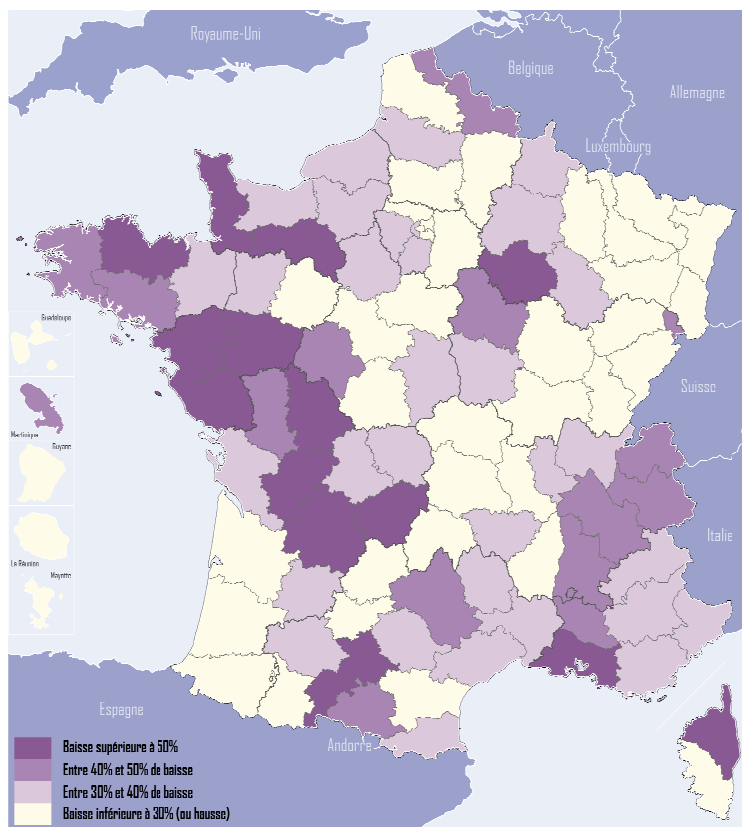 Royaume-Uni
Belgique
Allemagne
Luxembourg
Guadeloupe
Suisse
Martinique
Guyane
Italie
La Réunion
Mayotte
Espagne
Andorre
Baisse supérieure à 50%
Entre 40% et 50% de baisse
Entre 30% et 40% de baisse
Baisse inférieure à 30% (ou hausse)